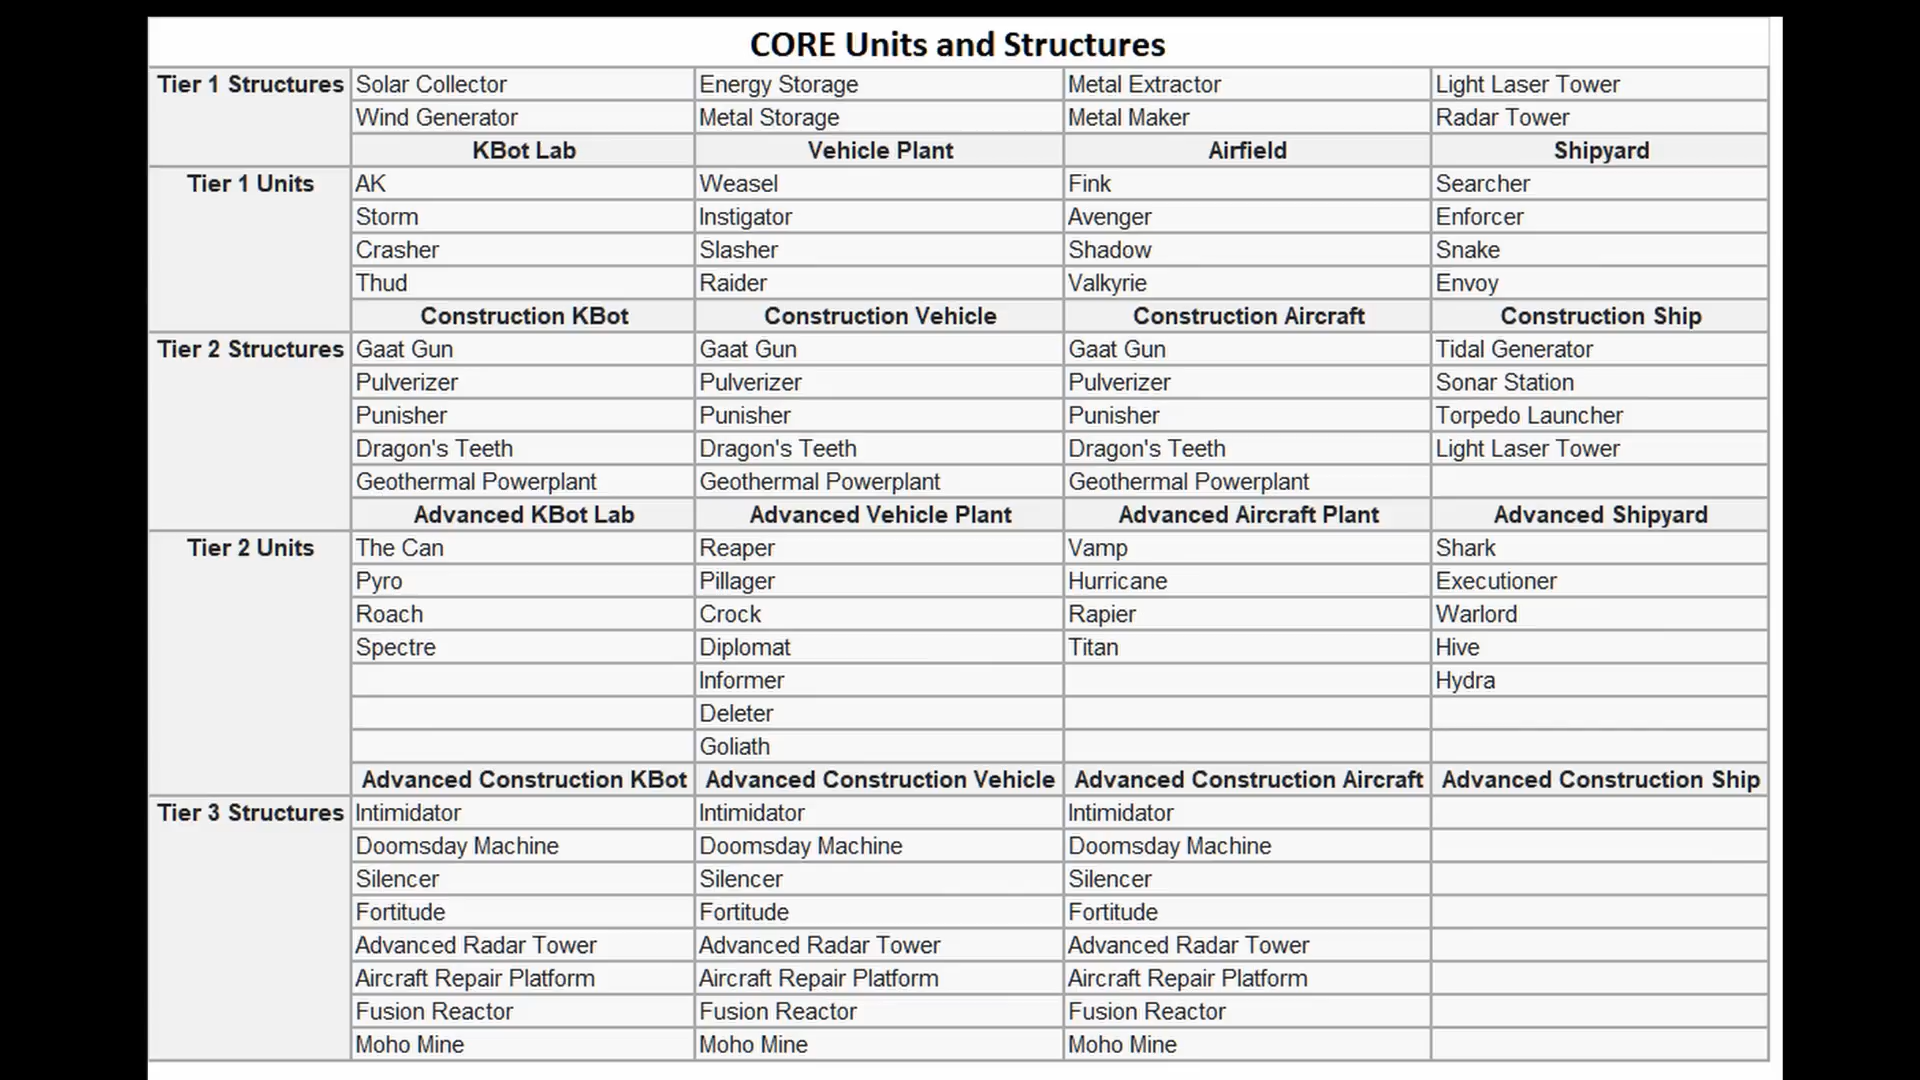 CORE Units and Structures
Tier 1 Structures Solar Collector Energy Storage Metal Extractor Light Laser Tower
Wind Generator Metal Storage Metal Maker Radar Tower
KBot Lab Vehicle Plant Airfield Shipyard
Tier 1 Units AK Weasel Fink Searcher
Storm Instigator Avenger Enforcer
Crasher Slasher Shadow Snake
Thud Raider Valkyrie Envoy
Construction KBot Construction Vehicle Construction Aircraft Construction Ship
Tier 2 Structures Gaat Gun Gaat Gun Gaat Gun Tidal Generator
Pulverizer Pulverizer Pulverizer Sonar Station
Punisher Punisher Punisher Torpedo Launcher
Dragon's Teeth Dragon's Teeth Dragon's Teeth Light Laser Tower
Geothermal Powerplant Geothermal Powerplant Geothermal Powerplant
Advanced KBot Lab Advanced Vehicle Plant Advanced Aircraft Plant Advanced Shipyard
Tier 2 Units The Can Reaper Vamp Shark
Pyro Pillager Hurricane Executioner
Roach Crock Rapier Warlord
Spectre Diplomat Titan Hive
Informer Hydra
Deleter
Goliath
Advanced Construction KBot Advanced Construction Vehicle Advanced Construction Aircraft Advanced Construction Ship
Tier 3 Structures Intimidator Intimidator Intimidator
Doomsday Machine Doomsday Machine Doomsday Machine
Silencer Silencer Silencer
Fortitude Fortitude Fortitude
Advanced Radar Tower Advanced Radar Tower Advanced Radar Tower
Aircraft Repair Platform Aircraft Repair Platform Aircraft Repair Platform
Fusion Reactor Fusion Reactor Fusion Reactor
Moho Mine Moho Mine Moho Mine